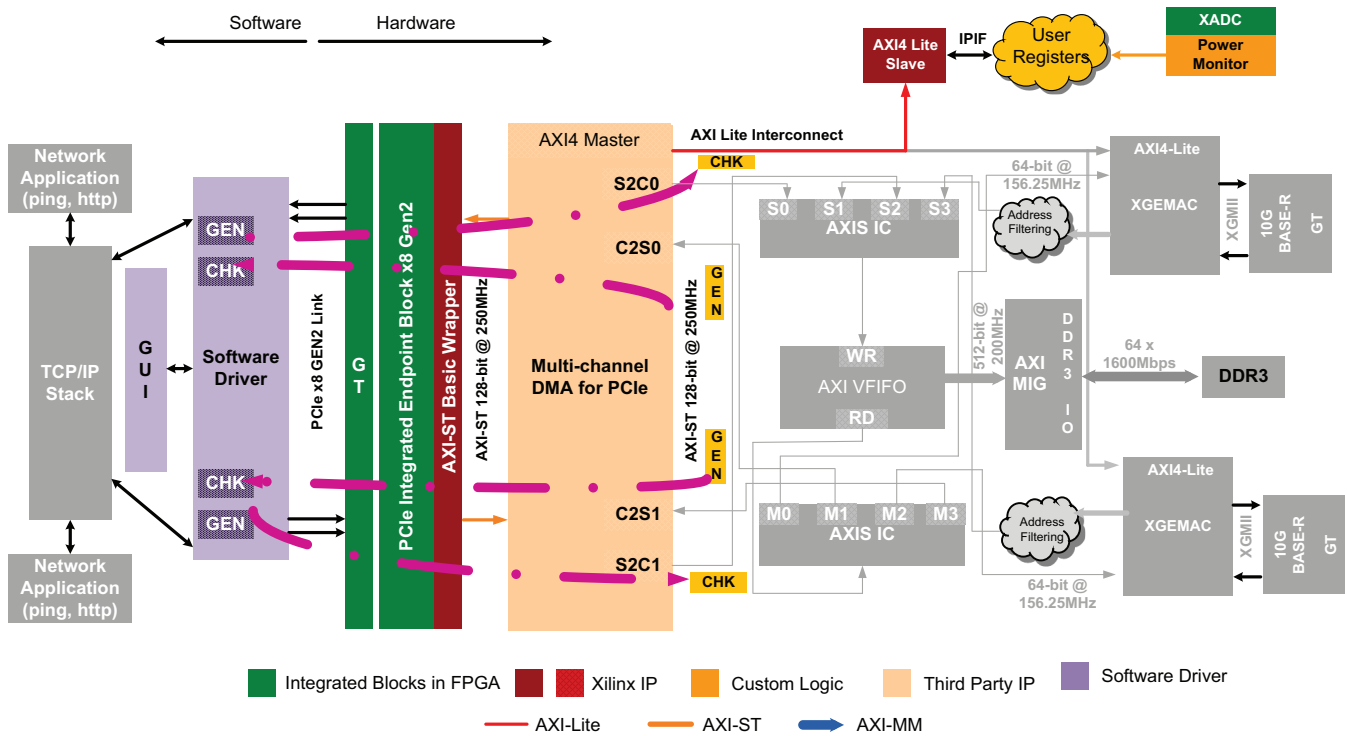 Software
Hardware
XADC
Power
Monitor
AXI4 Lite
Slave
IPIF
User
Registers
Network
Application
(ping, http)
TCP/IP
Stack
Network
Application
(ping, http)
GUI
GEN
CHK
Software
Driver
CHK
GEN
PCIe x8 GEN2 Link
GT
PCIe Integrated Endpoint Block x8 Gen2
AXI-ST Basic Wrapper
AXI-ST 128-bit @ 250MHz
AXI4 Master
S2C0
C2S0
Multi-channel
DMA for PCIe
C2S1
S2C1
AXI-ST 128-bit @ 250MHz
AXI Lite Interconnect
CHK
GEN
GEN
CHK
S0
S1
S2
S3
AXIS IC
WR
AXI VFIFO
RD
M0
M1
M2
M3
AXIS IC
512-bit @
200MHz
AXI
MIG
DDR3 IO
64 x
1600Mbps
DDR3
64-bit @
156.25MHz
Address
Filtering
AXI4-Lite
XGEMAC
XGMII
10G
BASE-R
GT
Address
Filtering
64-bit @
156.25MHz
AXI4-Lite
XGEMAC
XGMII
10G
BASE-R
GT
Integrated Blocks in FPGA
Xilinx IP
Custom Logic
Third Party IP
Software Driver
AXI-Lite
AXI-ST
AXI-MM